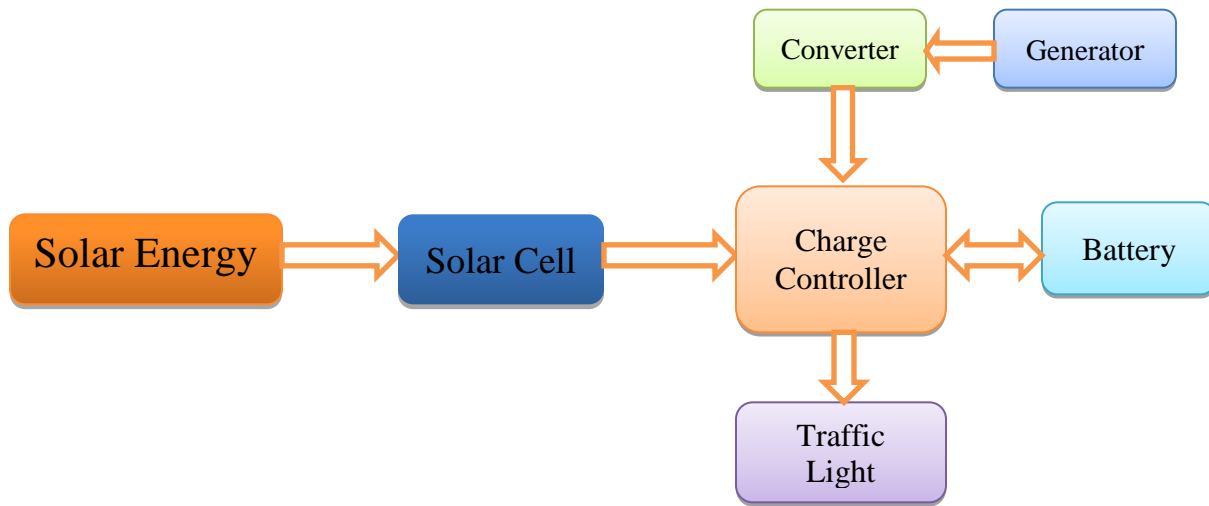 Converter
Generator
Solar Energy
Solar Cell
Charge
Controller
Battery
Traffic
Light